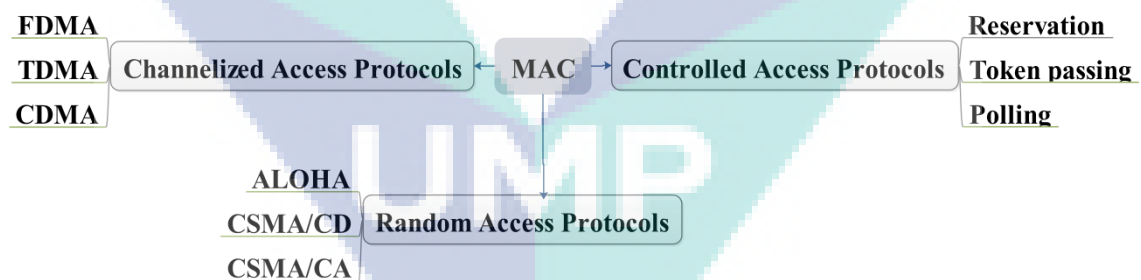 FDMA
TDMA
CDMA
Channelized Access Protocols
MAC
Controlled Access Protocols
Reservation
Token passing
Polling
UMP
ALOHA
CSMA/CD
CSMA/CA
Random Access Protocols